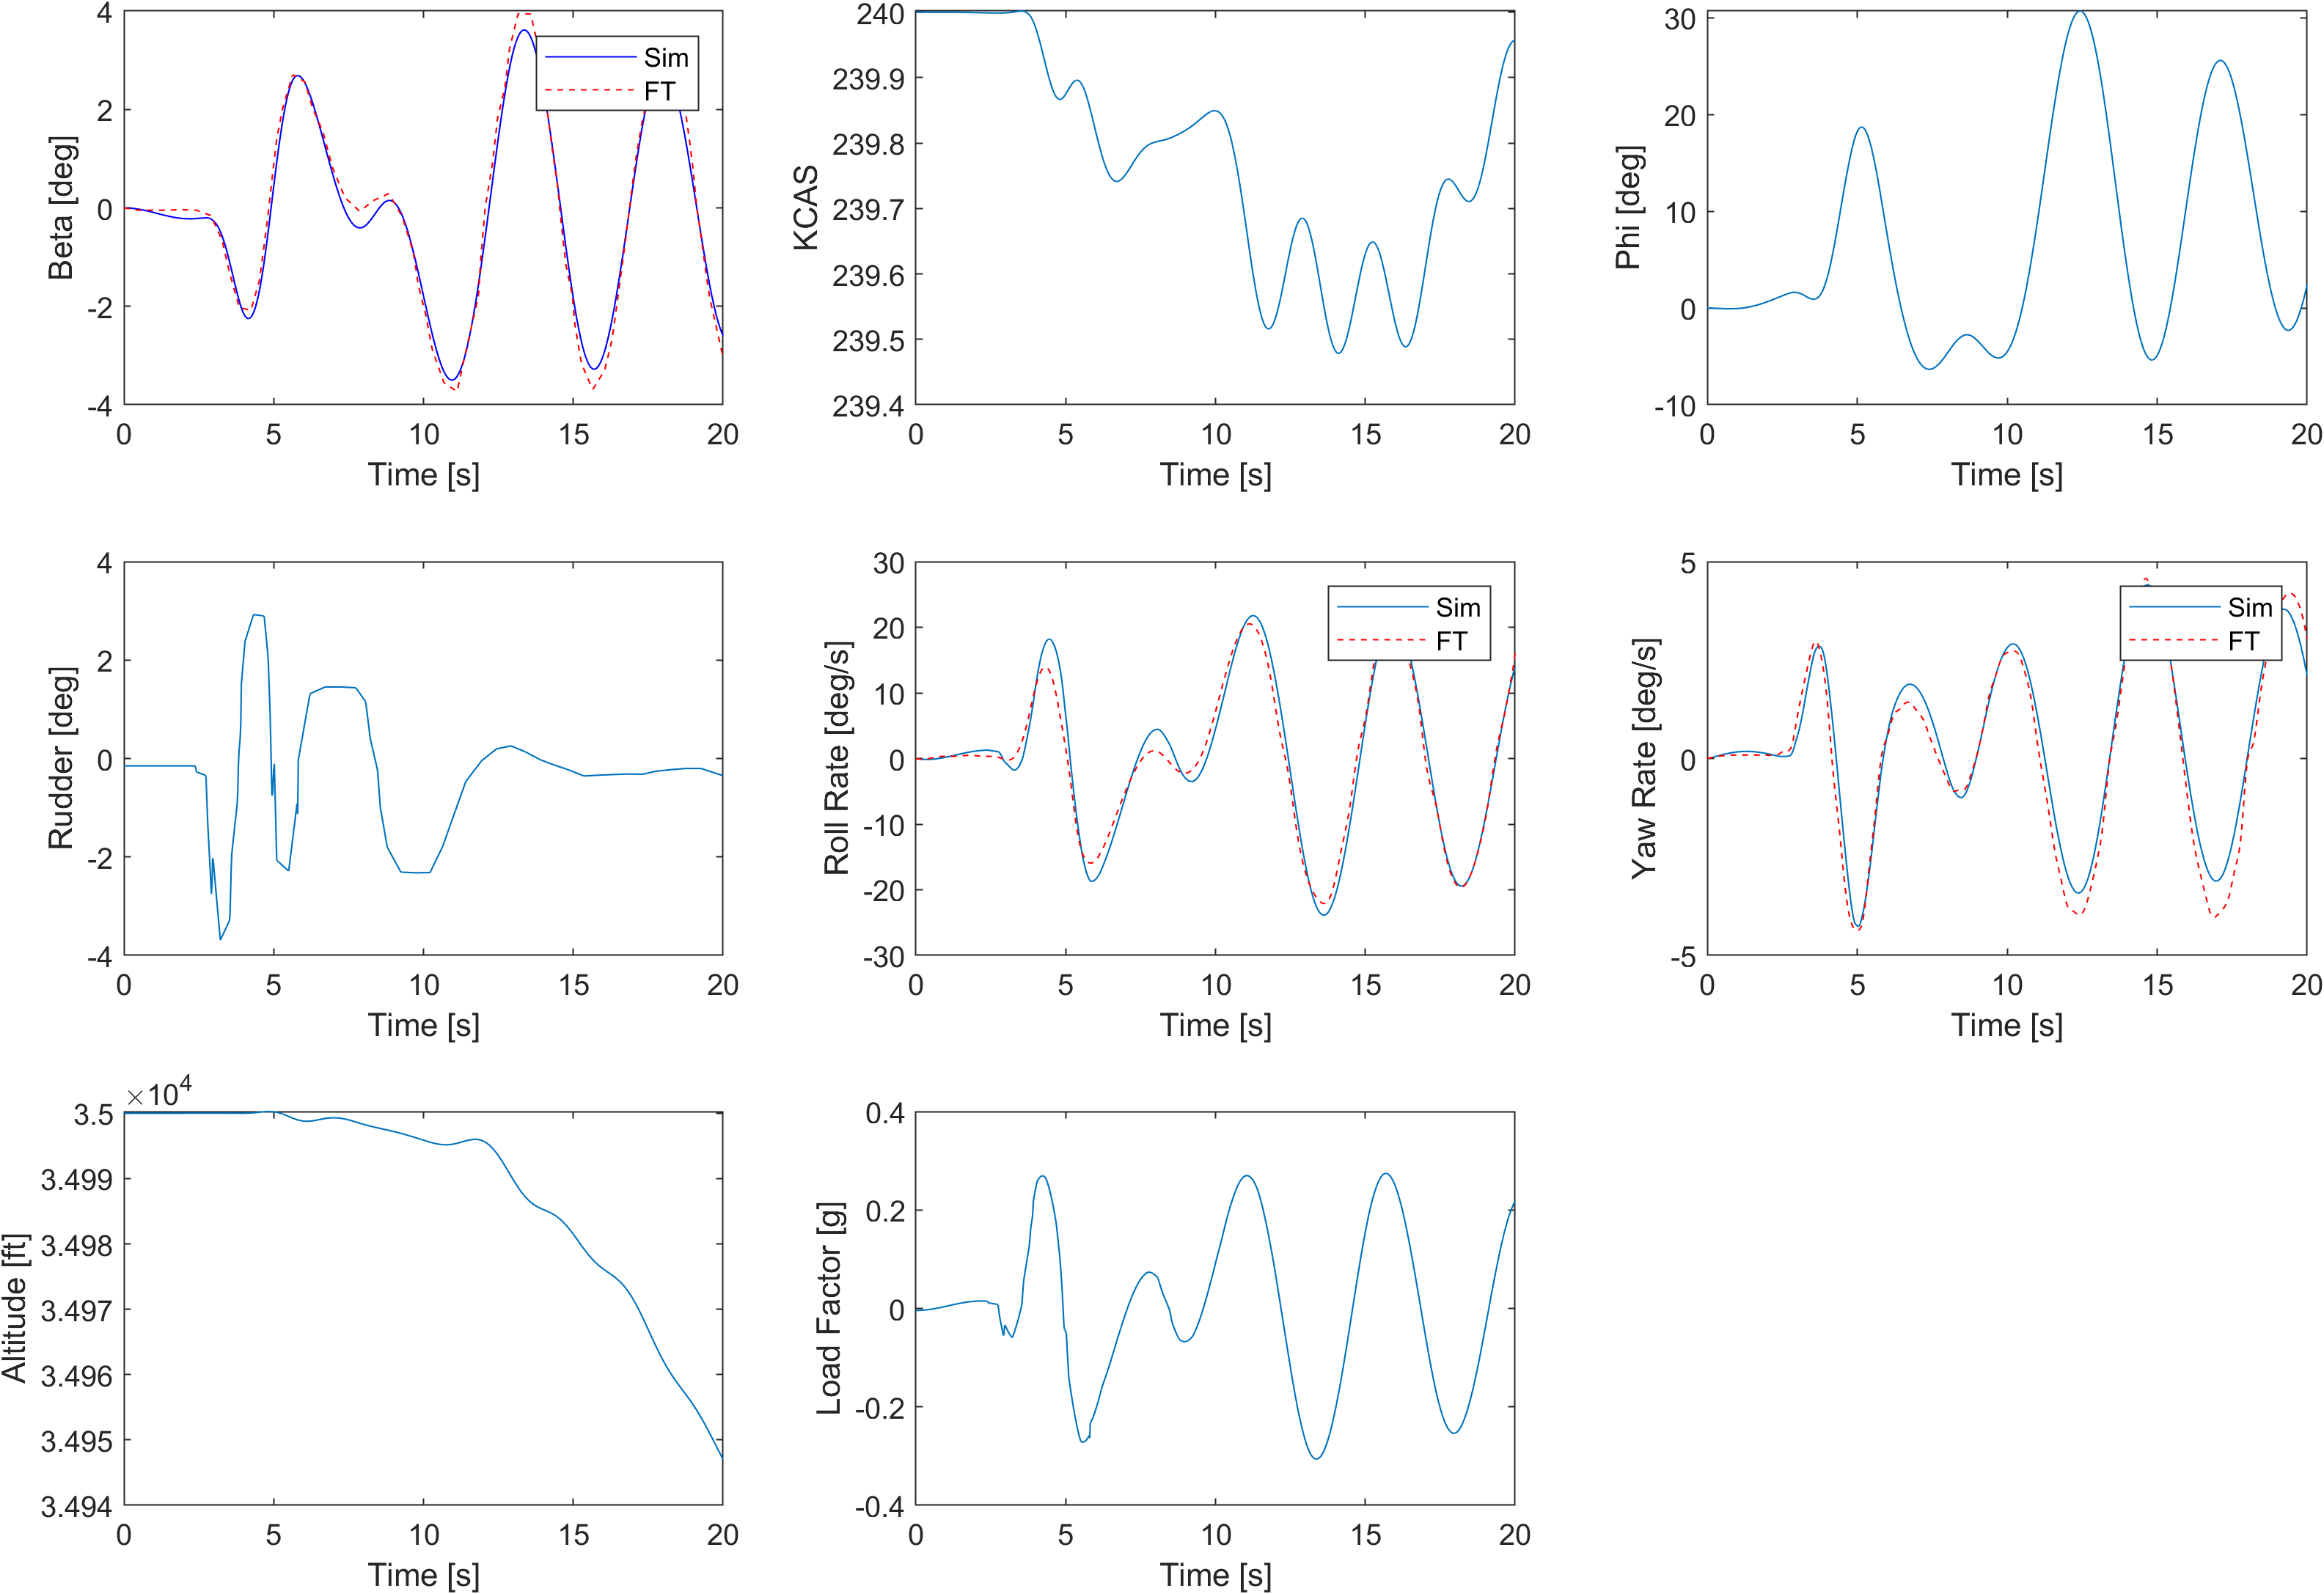 4
2
0
-2
-4
Beta [deg]
0 5 10 15 20
Time [s]
Sim
FT
240
239.9
239.8
239.7
239.6
239.5
239.4
KCAS
0 5 10 15 20
Time [s]
30
20
10
0
-10
Phi [deg]
0 5 10 15 20
Time [s]
4
2
0
-2
-4
Rudder [deg]
0 5 10 15 20
Time [s]
30
20
10
0
-10
-20
-30
Roll Rate [deg/s]
0 5 10 15 20
Time [s]
Sim
FT
5
0
-5
Yaw Rate [deg/s]
0 5 10 15 20
Time [s]
Sim
FT
×10⁴
3.5
3.499
3.498
3.497
3.496
3.495
3.494
Altitude [ft]
0 5 10 15 20
Time [s]
0.4
0.2
0
-0.2
-0.4
Load Factor [g]
0 5 10 15 20
Time [s]